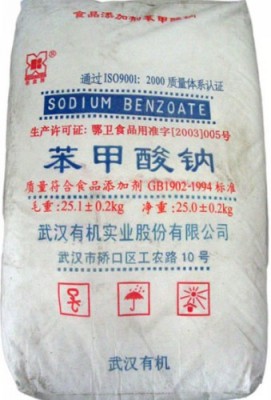 食品添加剂苯甲酸钠
通过ISO9001:2000质量体系认证
SODIUM BENZOATE
生产许可证:鄂卫食品用准字[2003]005号
苯甲酸钠
质量符合食品添加剂GB1902-1994标准
毛重:25.1±0.2kg 净重:25.0±0.2kg
武汉有机实业股份有限公司
武汉市硚口区工农路10号
武汉有机